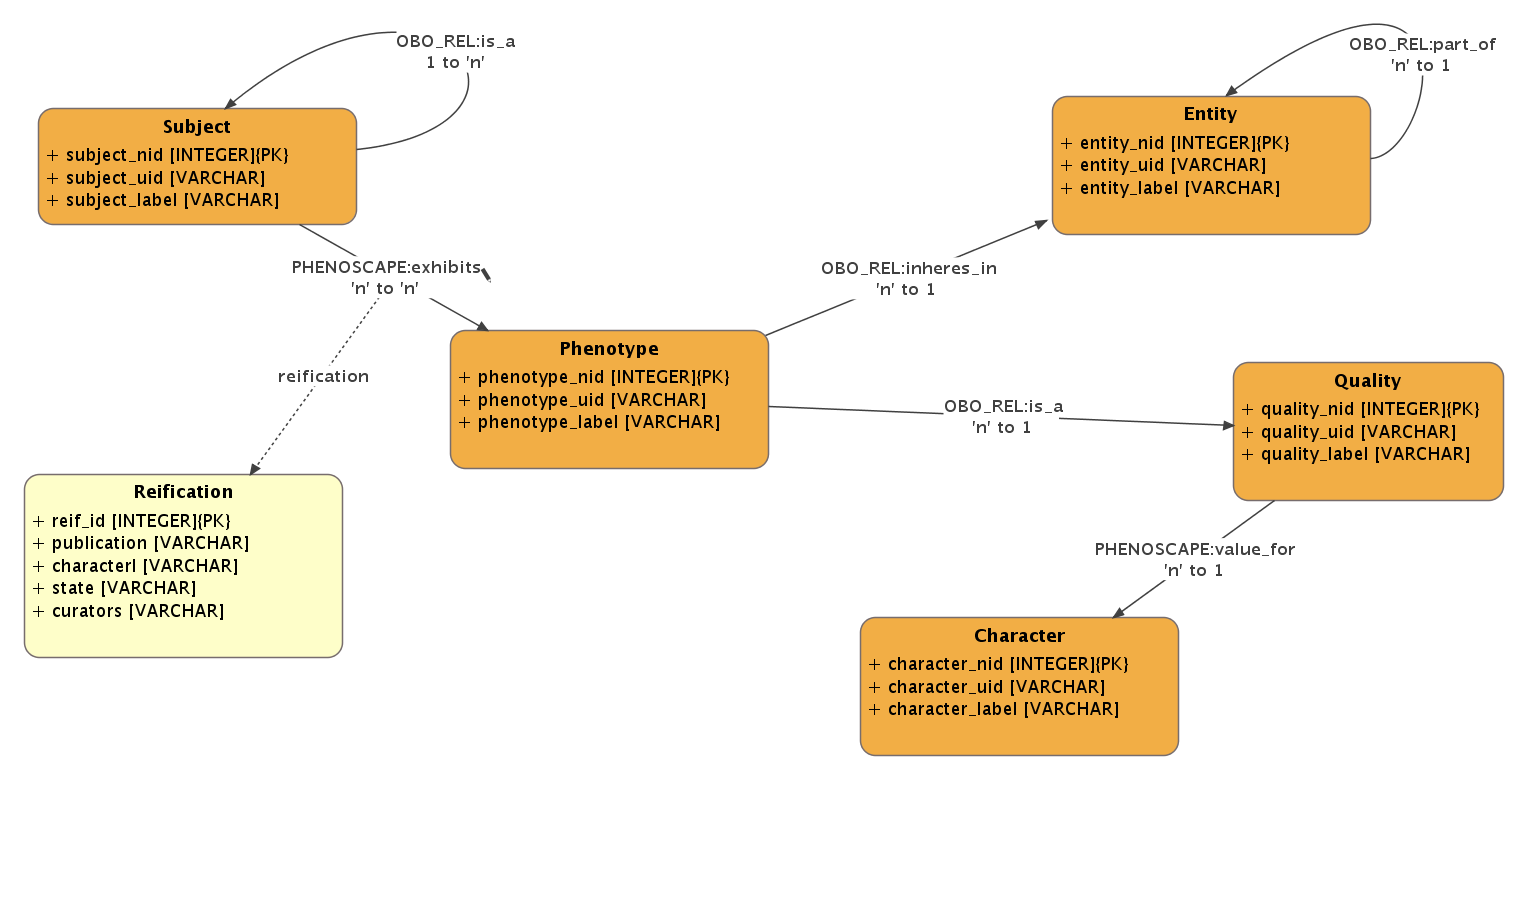 OBO_REL:is_a
1 to 'n'
Subject
+ subject_nid [INTEGER]{PK}
+ subject_uid [VARCHAR]
+ subject_label [VARCHAR]
OBO_REL:part_of
'n' to 1
Entity
+ entity_nid [INTEGER]{PK}
+ entity_uid [VARCHAR]
+ entity_label [VARCHAR]
PHENOSCAPE:exhibits
'n' to 'n'
OBO_REL:inheres_in
'n' to 1
reification
Phenotype
+ phenotype_nid [INTEGER]{PK}
+ phenotype_uid [VARCHAR]
+ phenotype_label [VARCHAR]
OBO_REL:is_a
'n' to 1
Quality
+ quality_nid [INTEGER]{PK}
+ quality_uid [VARCHAR]
+ quality_label [VARCHAR]
Reification
+ reif_id [INTEGER]{PK}
+ publication [VARCHAR]
+ characterl [VARCHAR]
+ state [VARCHAR]
+ curators [VARCHAR]
PHENOSCAPE:value_for
'n' to 1
Character
+ character_nid [INTEGER]{PK}
+ character_uid [VARCHAR]
+ character_label [VARCHAR]